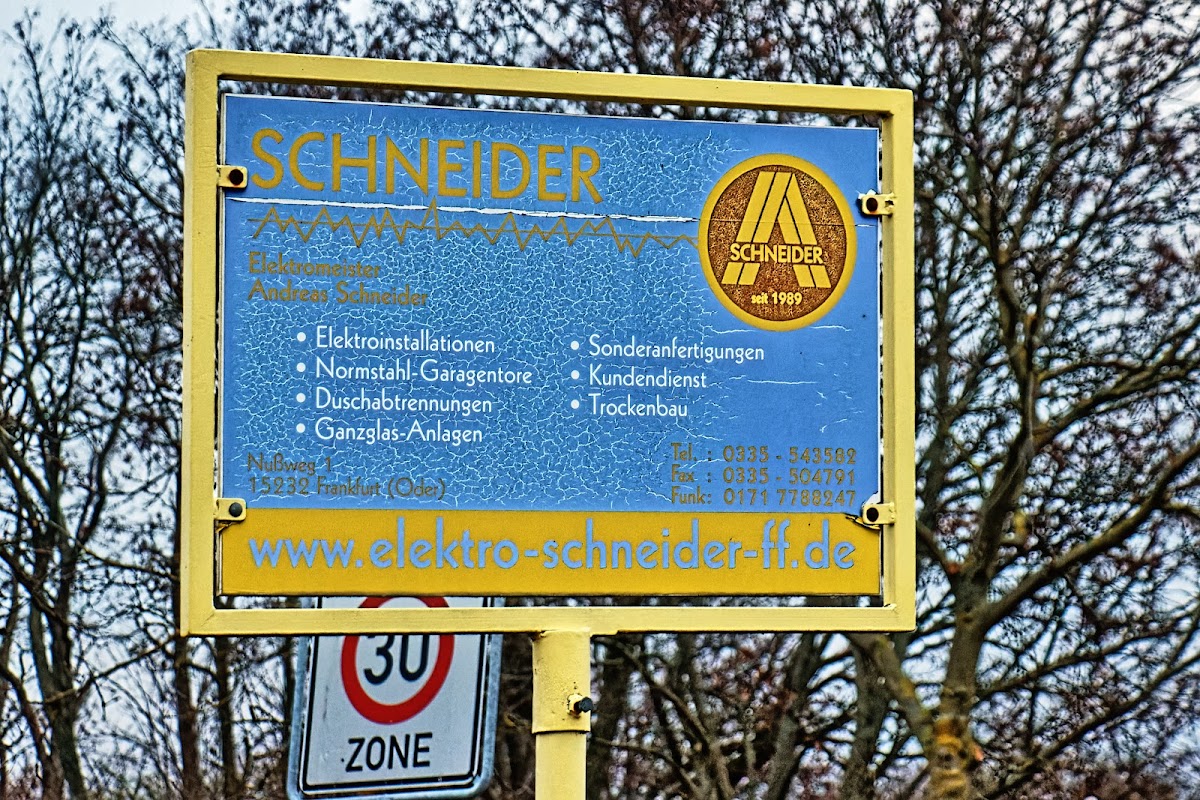 SCHNEIDER
SCHNEIDER
seit 1989
Elektromeister
Andreas Schneider
• Elektroinstallationen
• Normstahl-Garagentore
• Duschabtrennungen
• Ganzglas-Anlagen
• Sonderanfertigungen
• Kundendienst
• Trockenbau
Nußweg 1
15232 Frankfurt (Oder)
Tel. : 0335 - 543582
Fax : 0335 - 504791
Funk: 0171 7788247
www.elektro-schneider-ff.de
30
ZONE